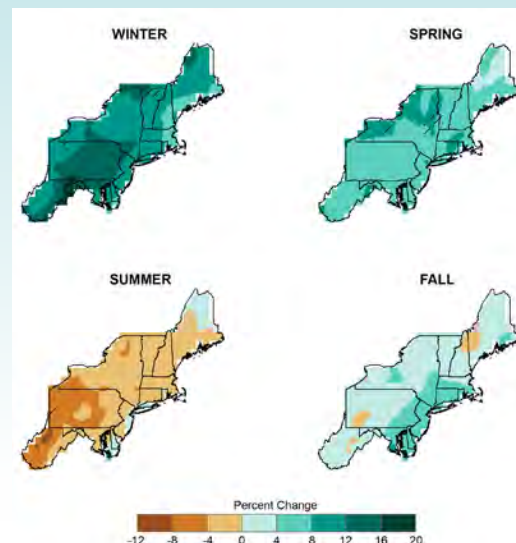 WINTER
SPRING
SUMMER
FALL
Percent Change
-12 -8 -4 0 4 8 12 16 20